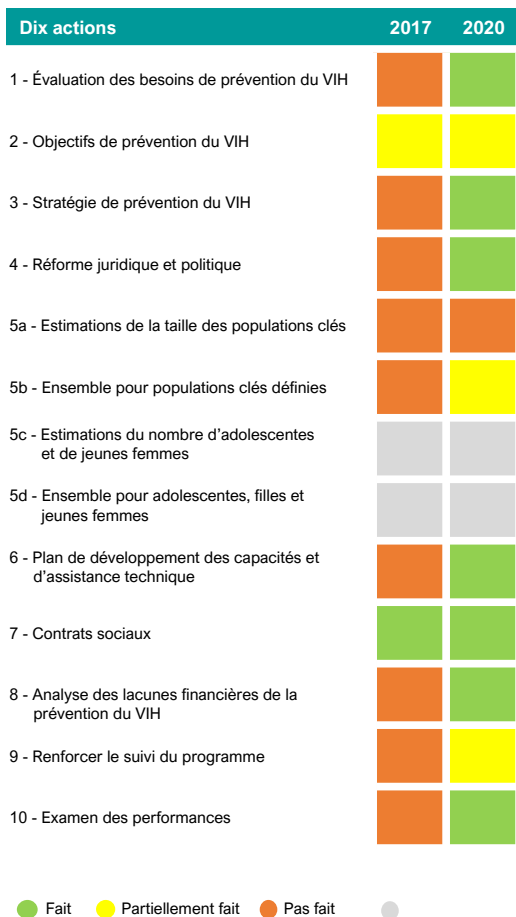 Dix actions 2017 2020
1 - Évaluation des besoins de prévention du VIH
2 - Objectifs de prévention du VIH
3 - Stratégie de prévention du VIH
4 - Réforme juridique et politique
5a - Estimations de la taille des populations clés
5b - Ensemble pour populations clés définies
5c - Estimations du nombre d'adolescentes
et de jeunes femmes
5d - Ensemble pour adolescentes, filles et
jeunes femmes
6 - Plan de développement des capacités et
d'assistance technique
7 - Contrats sociaux
8 - Analyse des lacunes financières de la
prévention du VIH
9 - Renforcer le suivi du programme
10 - Examen des performances
Fait Partiellement fait Pas fait